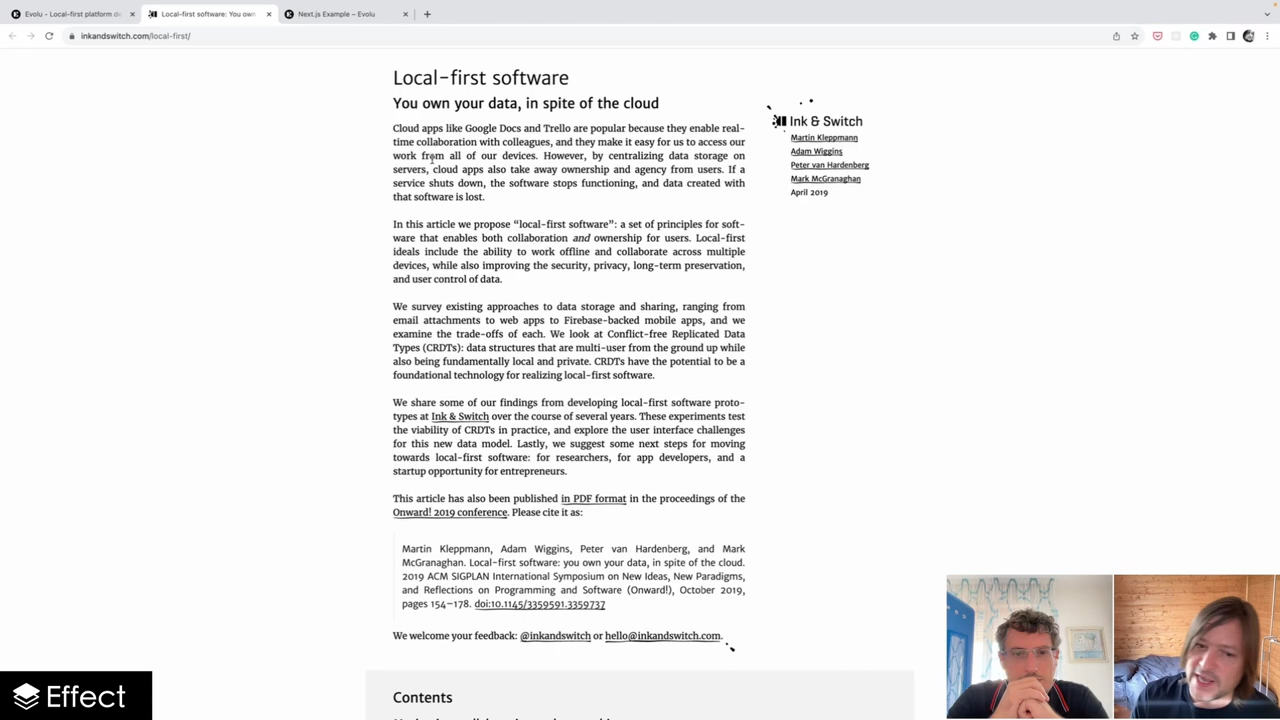 Evolu - Local-first platform de
Local-first software: You own
Next.js Example – Evolu
inkandswitch.com/local-first/
Local-first software
You own your data, in spite of the cloud
Cloud apps like Google Docs and Trello are popular because they enable real-
time collaboration with colleagues, and they make it easy for us to access our
work from all of our devices. However, by centralizing data storage on
servers, cloud apps also take away ownership and agency from users. If a
service shuts down, the software stops functioning, and data created with
that software is lost.
In this article we propose “local-first software”: a set of principles for soft-
ware that enables both collaboration and ownership for users. Local-first
ideals include the ability to work offline and collaborate across multiple
devices, while also improving the security, privacy, long-term preservation,
and user control of data.
We survey existing approaches to data storage and sharing, ranging from
email attachments to web apps to Firebase-backed mobile apps, and we
examine the trade-offs of each. We look at Conflict-free Replicated Data
Types (CRDTs): data structures that are multi-user from the ground up while
also being fundamentally local and private. CRDTs have the potential to be a
foundational technology for realizing local-first software.
We share some of our findings from developing local-first software proto-
types at Ink & Switch over the course of several years. These experiments test
the viability of CRDTs in practice, and explore the user interface challenges
for this new data model. Lastly, we suggest some next steps for moving
towards local-first software: for researchers, for app developers, and a
startup opportunity for entrepreneurs.
This article has also been published in PDF format in the proceedings of the
Onward! 2019 conference. Please cite it as:
Martin Kleppmann, Adam Wiggins, Peter van Hardenberg, and Mark
McGranaghan. Local-first software: you own your data, in spite of the cloud.
2019 ACM SIGPLAN International Symposium on New Ideas, New Paradigms,
and Reflections on Programming and Software (Onward!), October 2019,
pages 154–178. doi:10.1145/3359591.3359737
We welcome your feedback: @inkandswitch or hello@inkandswitch.com.
Ink & Switch
Martin Kleppmann
Adam Wiggins
Peter van Hardenberg
Mark McGranaghan
April 2019
Contents
Effect